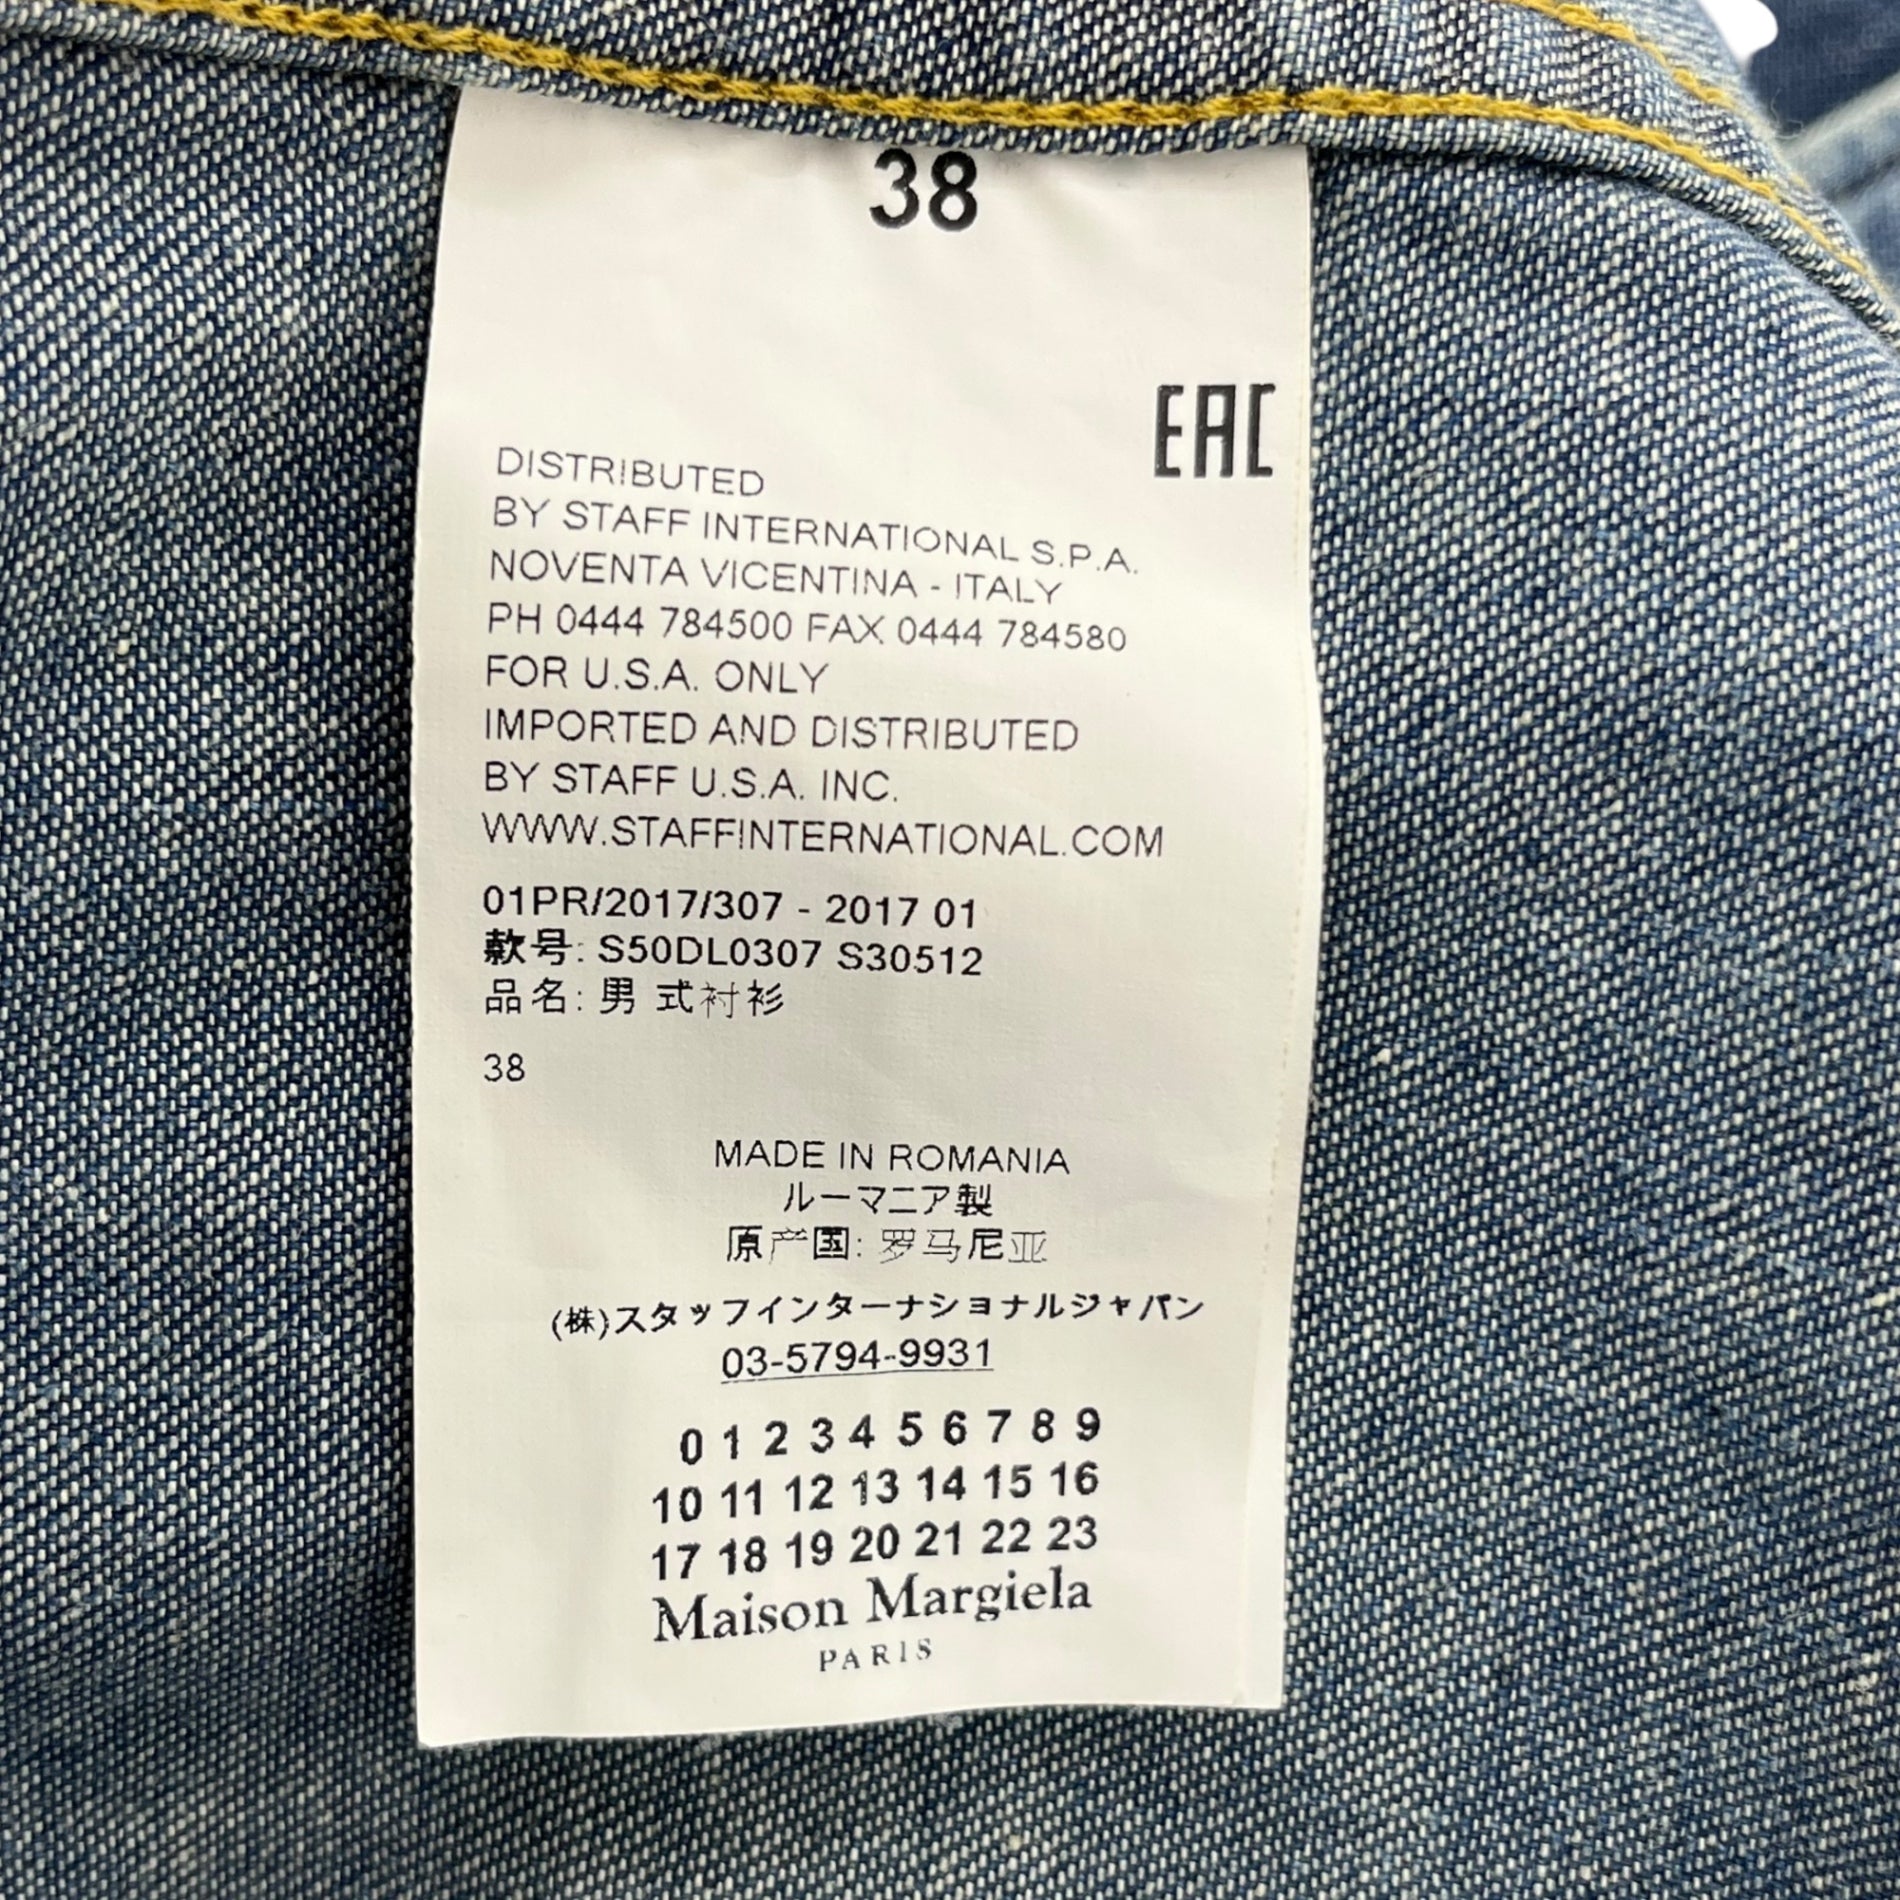 38
EAC
DISTRIBUTED
BY STAFF INTERNATIONAL S.P.A.
NOVENTA VICENTINA - ITALY
PH 0444 784500 FAX 0444 784580
FOR U.S.A. ONLY
IMPORTED AND DISTRIBUTED
BY STAFF U.S.A. INC.
WWW.STAFFINTERNATIONAL.COM
01PR/2017/307 - 2017 01
款号: S50DL0307 S30512
品名: 男 式衬衫
38
MADE IN ROMANIA
ルーマニア製
原产国: 罗马尼亚
(株)スタッフインターナショナルジャパン
03-5794-9931
0 1 2 3 4 5 6 7 8 9
10 11 12 13 14 15 16
17 18 19 20 21 22 23
Maison Margiela
PARIS